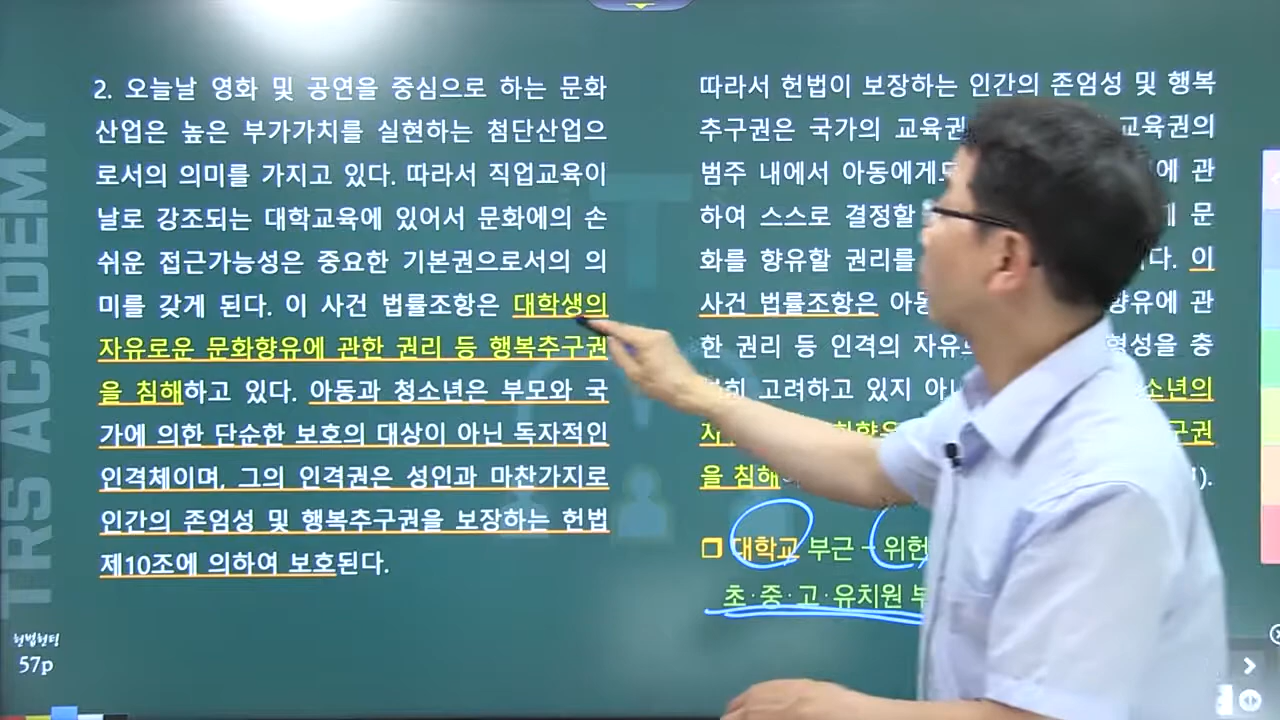 TRS ACADEMY
2. 오늘날 영화 및 공연을 중심으로 하는 문화
산업은 높은 부가가치를 실현하는 첨단산업으
로서의 의미를 가지고 있다. 따라서 직업교육이
날로 강조되는 대학교육에 있어서 문화에의 손
쉬운 접근가능성은 중요한 기본권으로서의 의
미를 갖게 된다. 이 사건 법률조항은 대학생의
자유로운 문화향유에 관한 권리 등 행복추구권
을 침해하고 있다. 아동과 청소년은 부모와 국
가에 의한 단순한 보호의 대상이 아닌 독자적인
인격체이며, 그의 인격권은 성인과 마찬가지로
인간의 존엄성 및 행복추구권을 보장하는 헌법
제10조에 의하여 보호된다.
따라서 헌법이 보장하는 인간의 존엄성 및 행복
추구권은 국가의 교육권 교육권의
범주 내에서 아동에게도 에 관
하여 스스로 결정할 문
화를 향유할 권리를 다. 이
사건 법률조항은 아동 향유에 관
한 권리 등 인격의 자유 형성을 충
고려하고 있지 소년의
구권
을 침해 ).
대학교 부근 - 위헌
초·중·고·유치원 부
헌법헌팅
57p